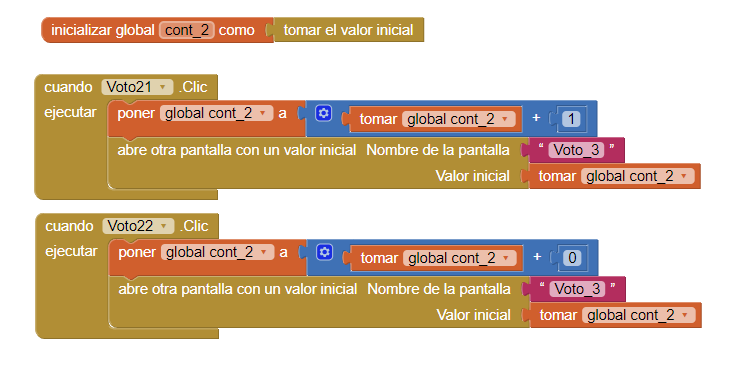 inicializar global cont_2 como tomar el valor inicial
cuando Voto21 .Clic
ejecutar poner global cont_2 a tomar global cont_2 + 1
abre otra pantalla con un valor inicial Nombre de la pantalla “ Voto_3 ”
Valor inicial tomar global cont_2
cuando Voto22 .Clic
ejecutar poner global cont_2 a tomar global cont_2 + 0
abre otra pantalla con un valor inicial Nombre de la pantalla “ Voto_3 ”
Valor inicial tomar global cont_2